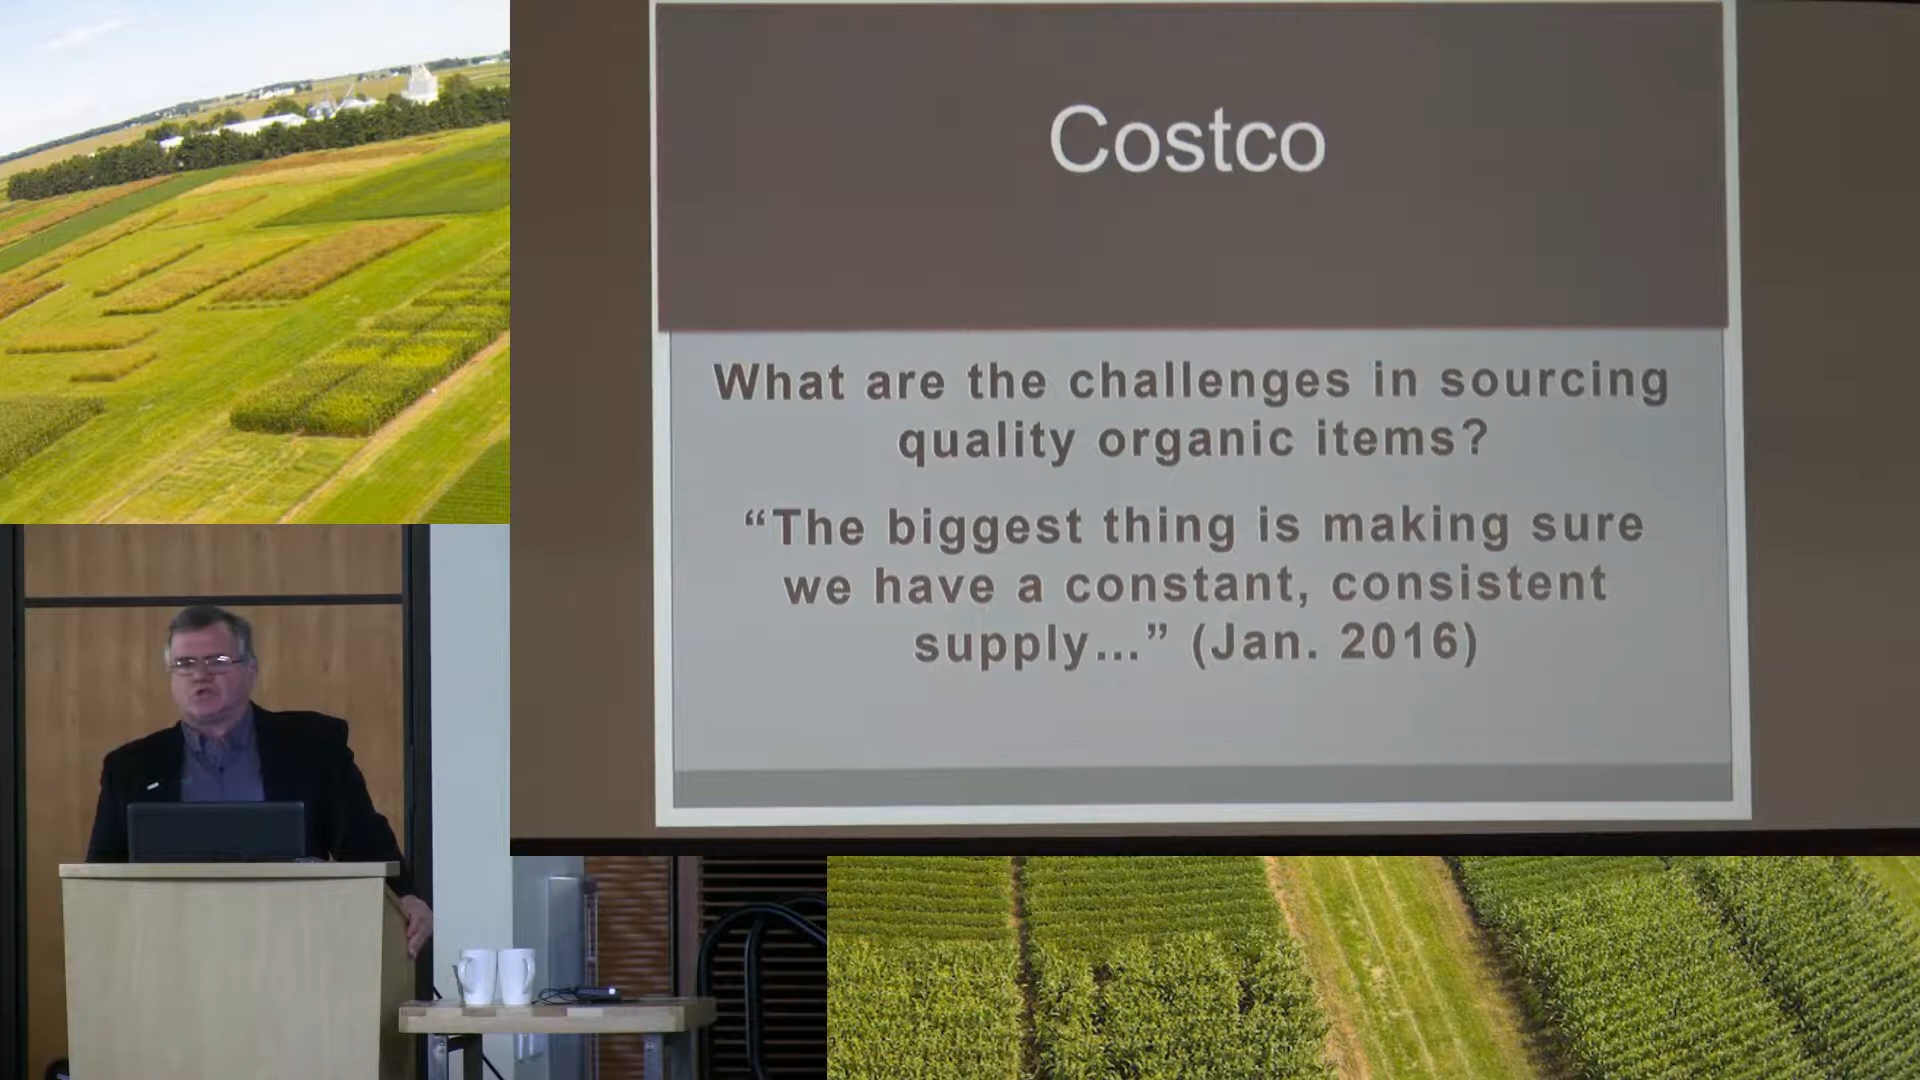 Costco
What are the challenges in sourcing
quality organic items?
“The biggest thing is making sure
we have a constant, consistent
supply...” (Jan. 2016)